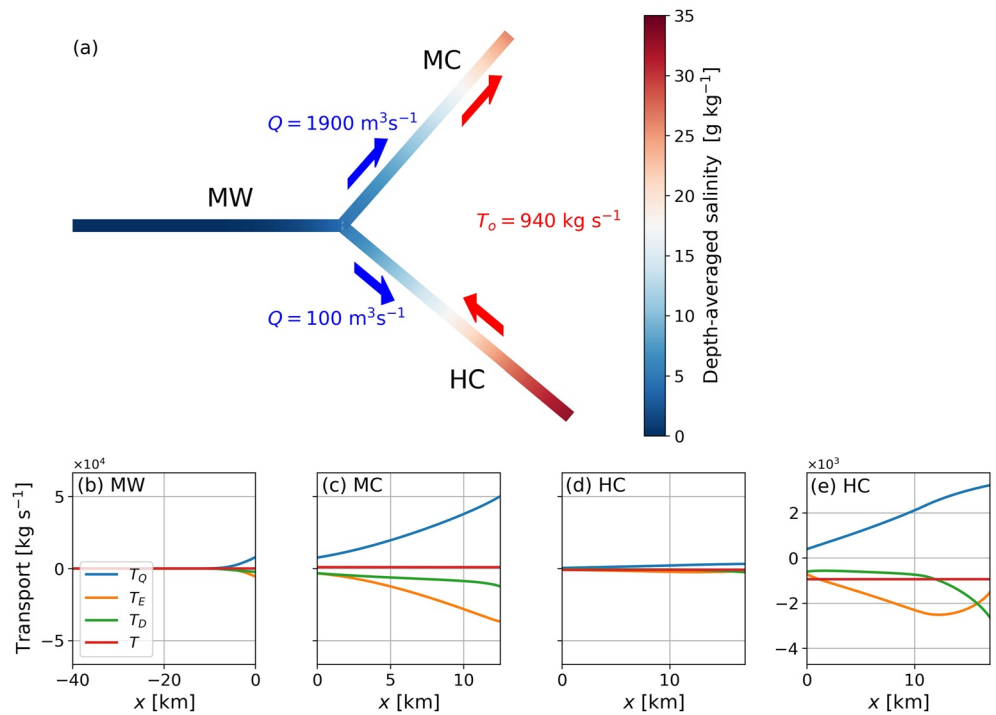 (a)
MC
Q = 1900 m³s⁻¹
MW
T_o = 940 kg s⁻¹
Q = 100 m³s⁻¹
HC
35
30
25
20
15
10
5
0
Depth-averaged salinity [g kg⁻¹]
×10⁴
(b) MW
5
0
−5
Transport [kg s⁻¹]
T_Q
T_E
T_D
T
−40
−20
0
x [km]
(c) MC
0
5
10
x [km]
(d) HC
0
10
x [km]
×10³
(e) HC
2
0
−2
−4
0
10
x [km]